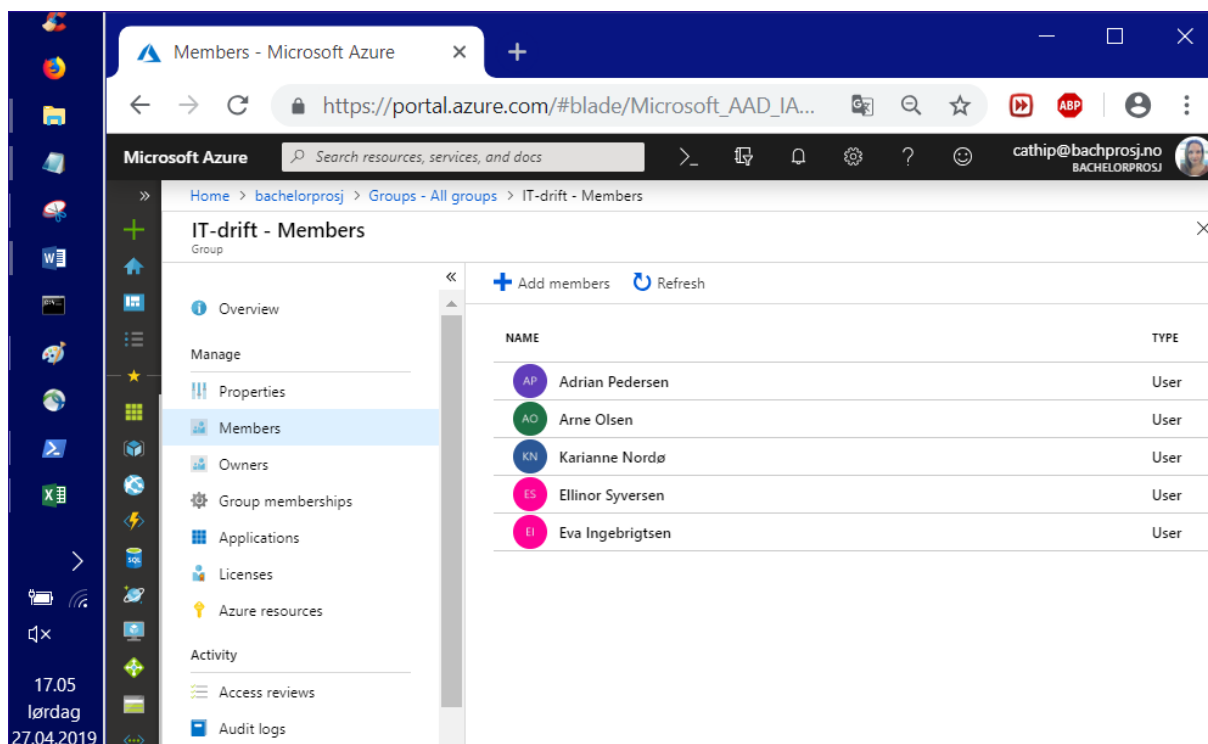 Members - Microsoft Azure
https://portal.azure.com/#blade/Microsoft_AAD_IA...
ABP
Microsoft Azure
Search resources, services, and docs
cathip@bachprosj.no
BACHELORPROSJ
Home > bachelorprosj > Groups - All groups > IT-drift - Members
IT-drift - Members
Group
Overview
Manage
Properties
Members
Owners
Group memberships
Applications
Licenses
Azure resources
Activity
Access reviews
Audit logs
Add members
Refresh
NAME TYPE
AP Adrian Pedersen User
AO Arne Olsen User
KN Karianne Nordø User
ES Ellinor Syversen User
EI Eva Ingebrigtsen User
SQL
17.05
lørdag
27.04.2019